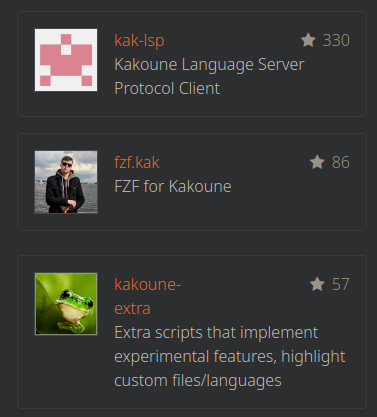 kak-lsp 330
Kakoune Language Server
Protocol Client
fzf.kak 86
FZF for Kakoune
kakoune- 57
extra
Extra scripts that implement
experimental features, highlight
custom files/languages